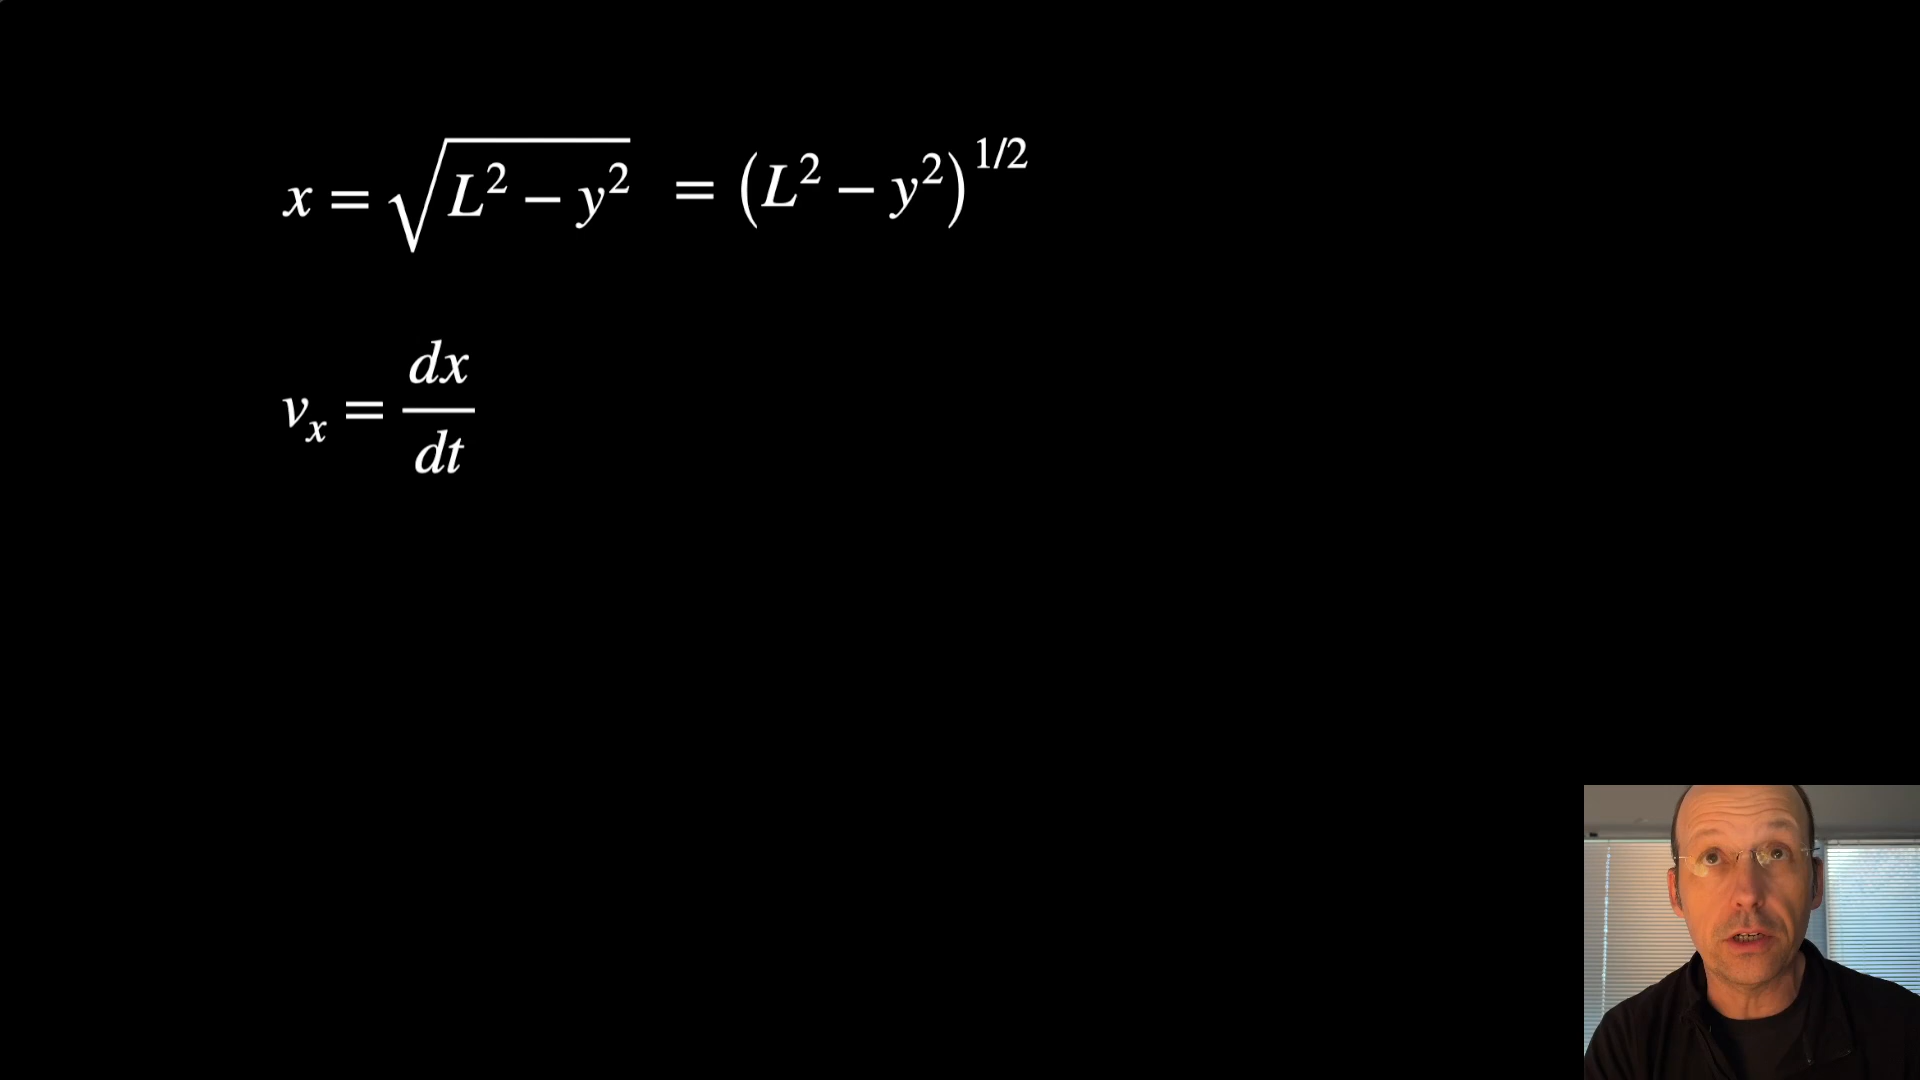 x = √(L² − y²) = (L² − y²)^{1/2}
v_x = dx/dt